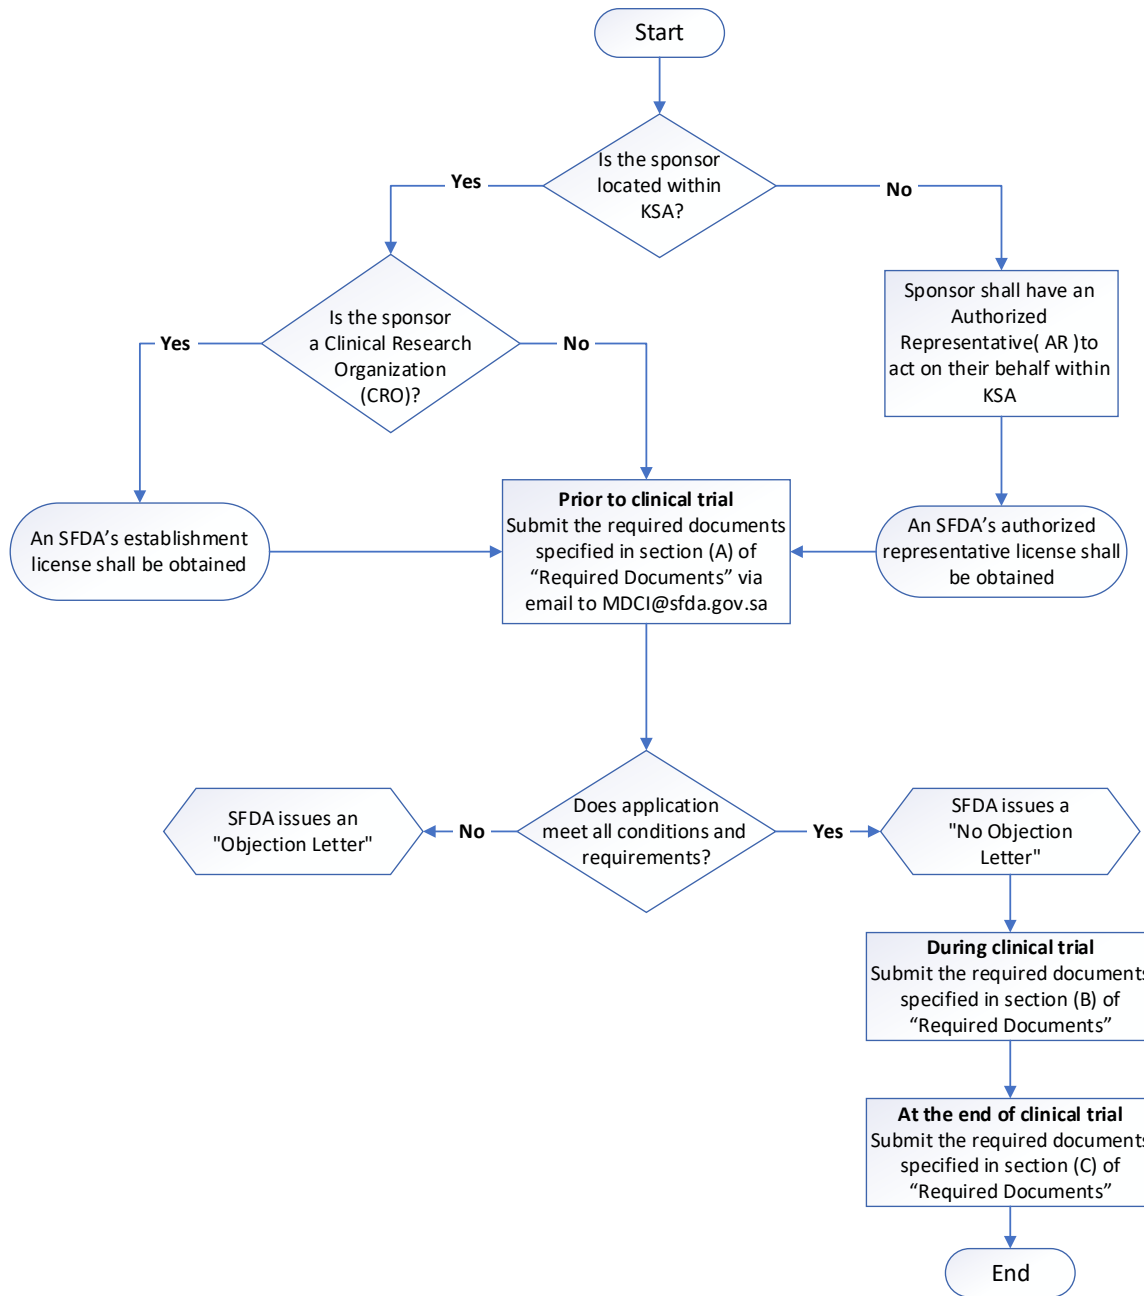 Start
Is the sponsor
located within
KSA?
Yes
No
Is the sponsor
a Clinical Research
Organization
(CRO)?
Sponsor shall have an
Authorized
Representative( AR )to
act on their behalf within
KSA
Yes
No
An SFDA’s establishment
license shall be obtained
Prior to clinical trial
Submit the required documents
specified in section (A) of
“Required Documents” via
email to MDCI@sfda.gov.sa
An SFDA’s authorized
representative license shall
be obtained
Does application
meet all conditions and
requirements?
No
Yes
SFDA issues an
"Objection Letter"
SFDA issues a
"No Objection
Letter"
During clinical trial
Submit the required documents
specified in section (B) of
“Required Documents”
At the end of clinical trial
Submit the required documents
specified in section (C) of
“Required Documents”
End